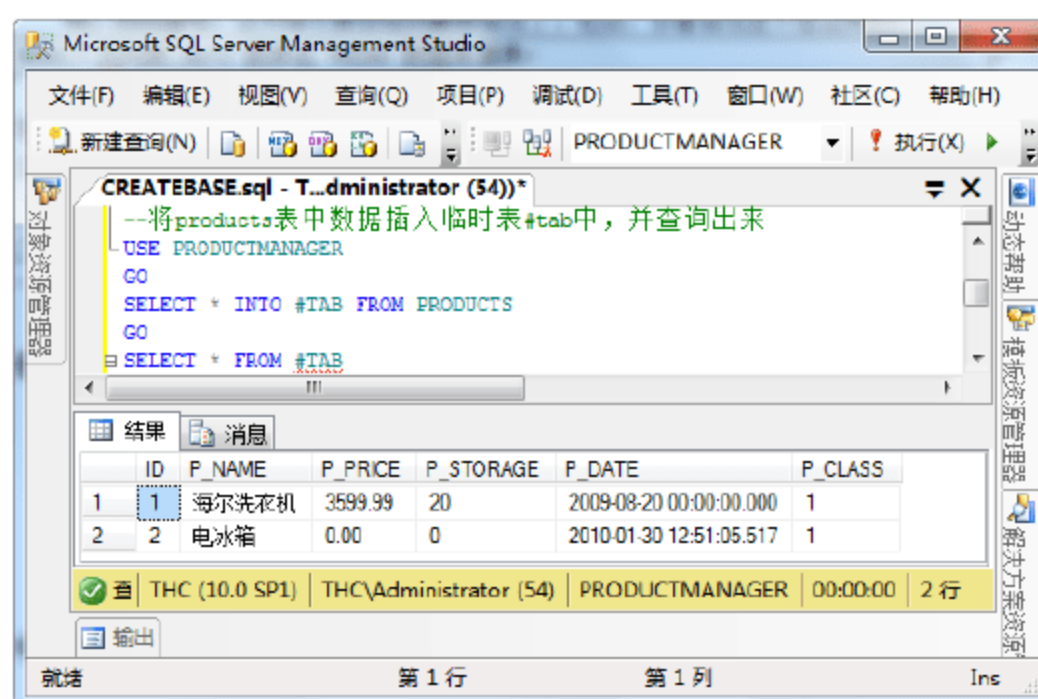 Microsoft SQL Server Management Studio
文件(F) 编辑(E) 视图(V) 查询(Q) 项目(P) 调试(D) 工具(T) 窗口(W) 社区(C) 帮助(H)
新建查询(N) PRODUCTMANAGER 执行(X)
CREATEBASE.sql - T...dministrator (54))*
--将products表中数据插入临时表#tab中，并查询出来
USE PRODUCTMANAGER
GO
SELECT * INTO #TAB FROM PRODUCTS
GO
SELECT * FROM #TAB
对象资源管理器
动态帮助
模板资源管理器
解决方案资源
结果 消息
ID P_NAME P_PRICE P_STORAGE P_DATE P_CLASS
1 1 海尔洗衣机 3599.99 20 2009-08-20 00:00:00.000 1
2 2 电冰箱 0.00 0 2010-01-30 12:51:05.517 1
查 THC (10.0 SP1) THC\Administrator (54) PRODUCTMANAGER 00:00:00 2 行
输出
就绪 第 1 行 第 1 列 Ins